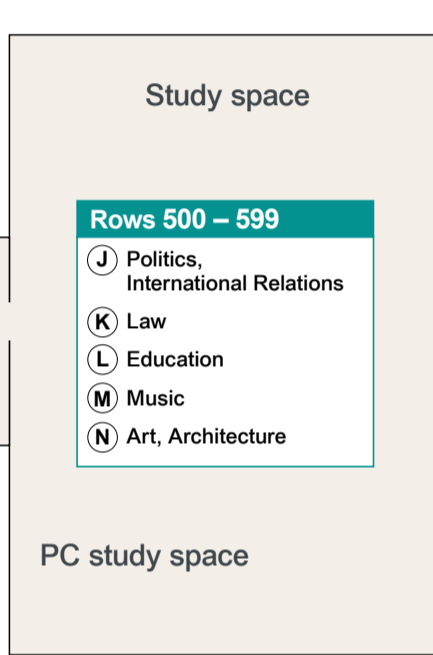 Study space
Rows 500 – 599
J Politics,
International Relations
K Law
L Education
M Music
N Art, Architecture
PC study space